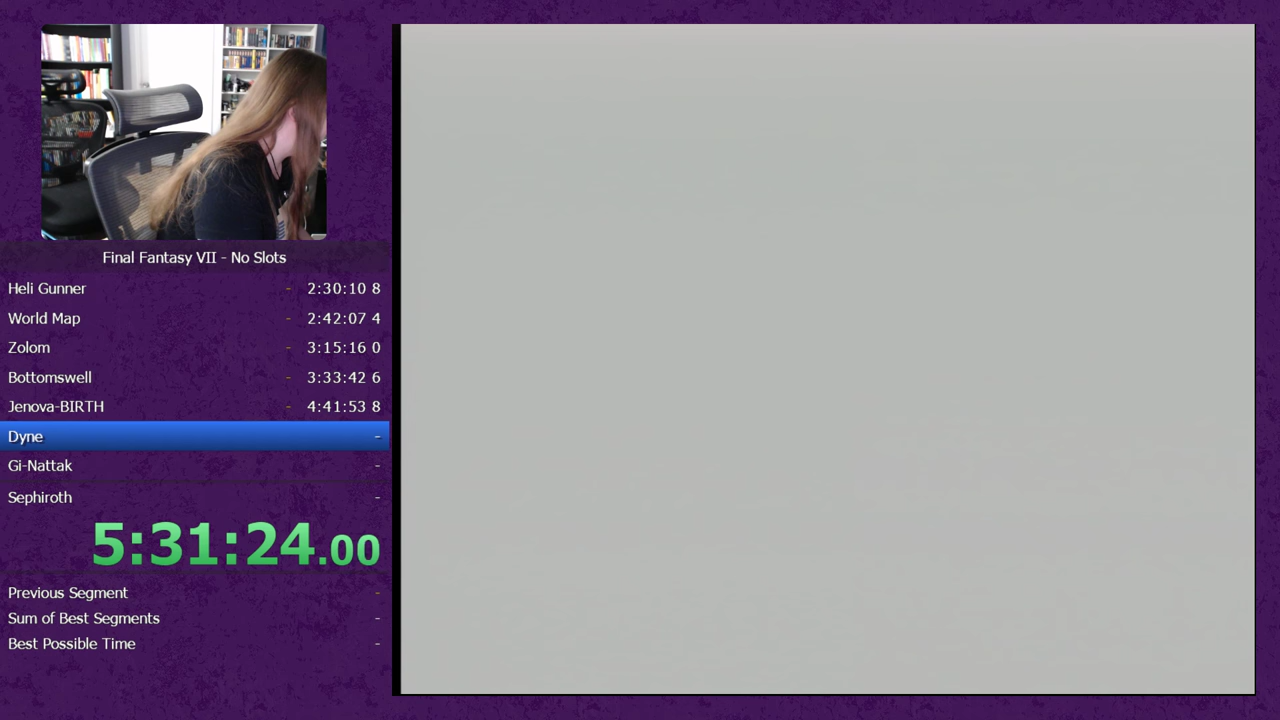 Final Fantasy VII - No Slots
Heli Gunner - 2:30:10 8
World Map - 2:42:07 4
Zolom - 3:15:16 0
Bottomswell - 3:33:42 6
Jenova-BIRTH - 4:41:53 8
Dyne -
Gi-Nattak -
Sephiroth -
5:31:24.00
Previous Segment -
Sum of Best Segments -
Best Possible Time -